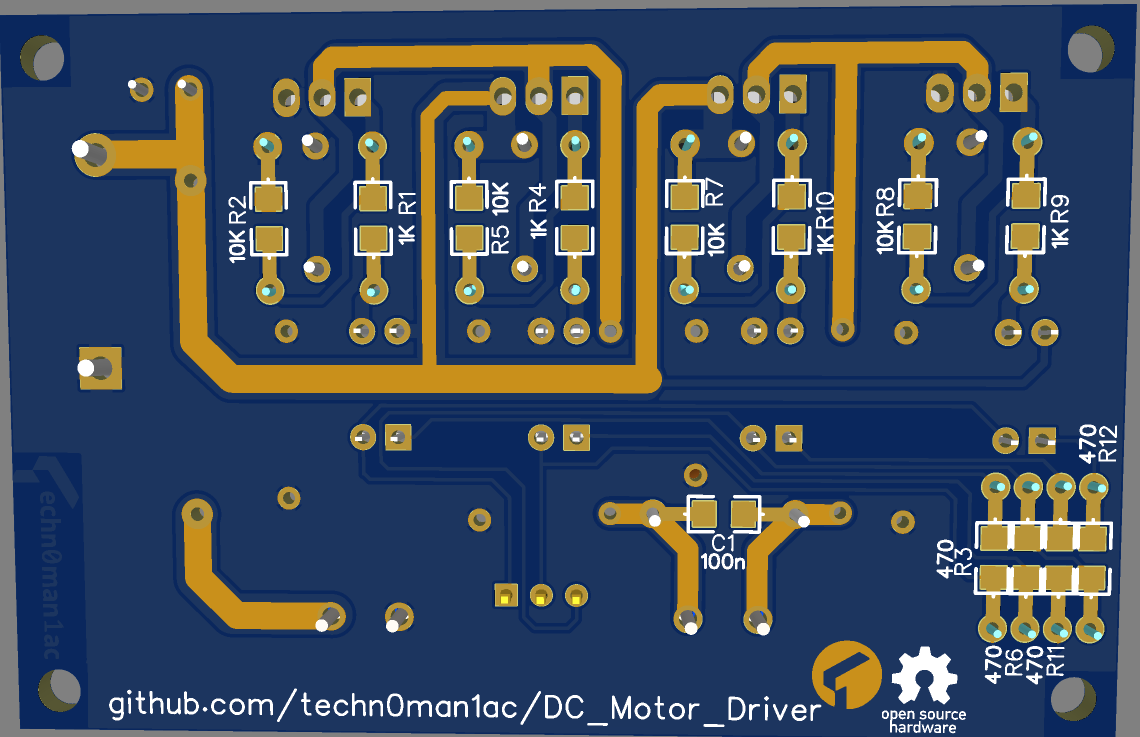 10K R2
1K R1
10K
R5
1K R4
R7
10K
1K R10
10K R8
1K R9
470
R12
470
R3
C1
100n
470
R6
470
R11
techn0man1ac
github.com/techn0man1ac/DC_Motor_Driver
open source
hardware